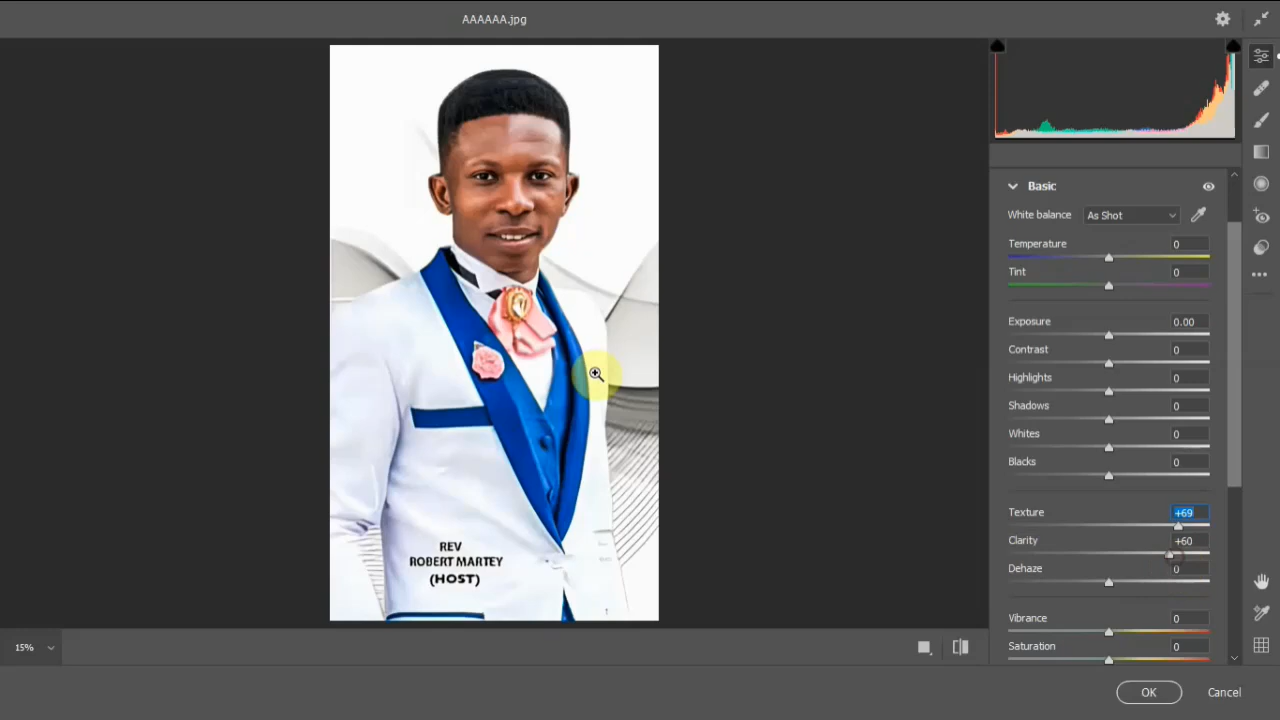 AAAAAA.jpg
Basic
White balance As Shot
Temperature 0
Tint 0
Exposure 0.00
Contrast 0
Highlights 0
Shadows 0
Whites 0
Blacks 0
Texture +69
Clarity +60
Dehaze 0
Vibrance 0
Saturation 0
REV
ROBERT MARTEY
(HOST)
15%
OK Cancel